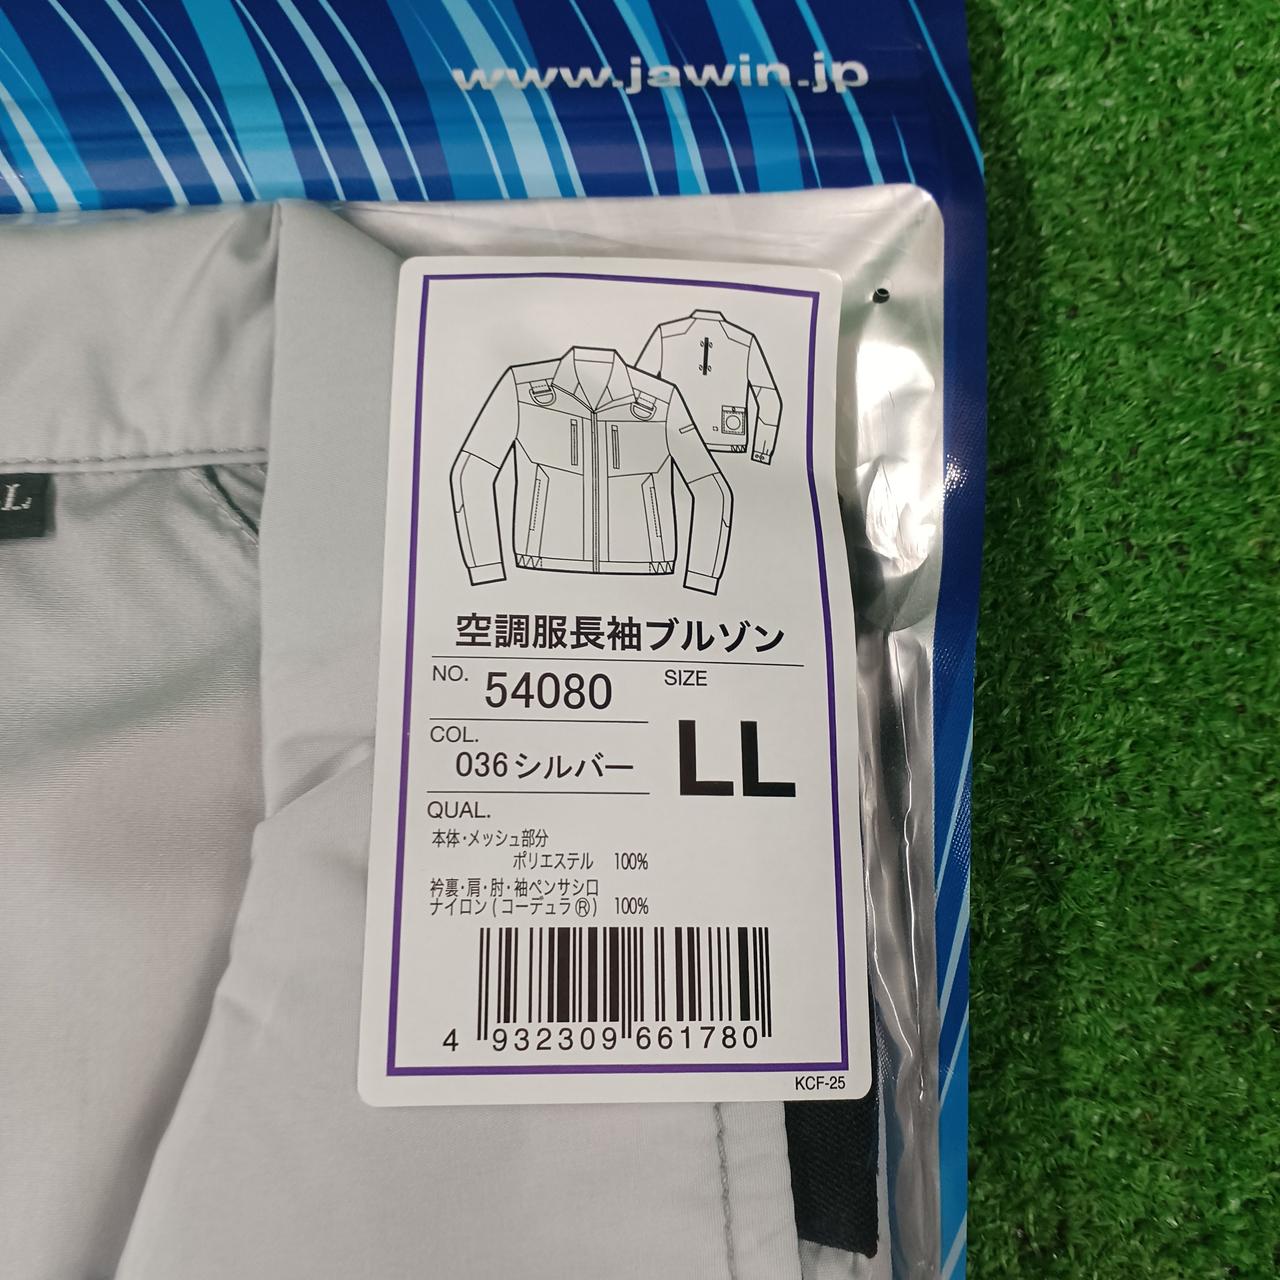 www.jawin.jp
LL
空調服長袖ブルゾン
NO. 54080
SIZE
LL
COL.
036シルバー
QUAL.
本体・メッシュ部分
ポリエステル 100%
衿裏・肩・肘・袖ペンサシ口
ナイロン(コーデュラ®) 100%
4 932309 661780
KCF-25